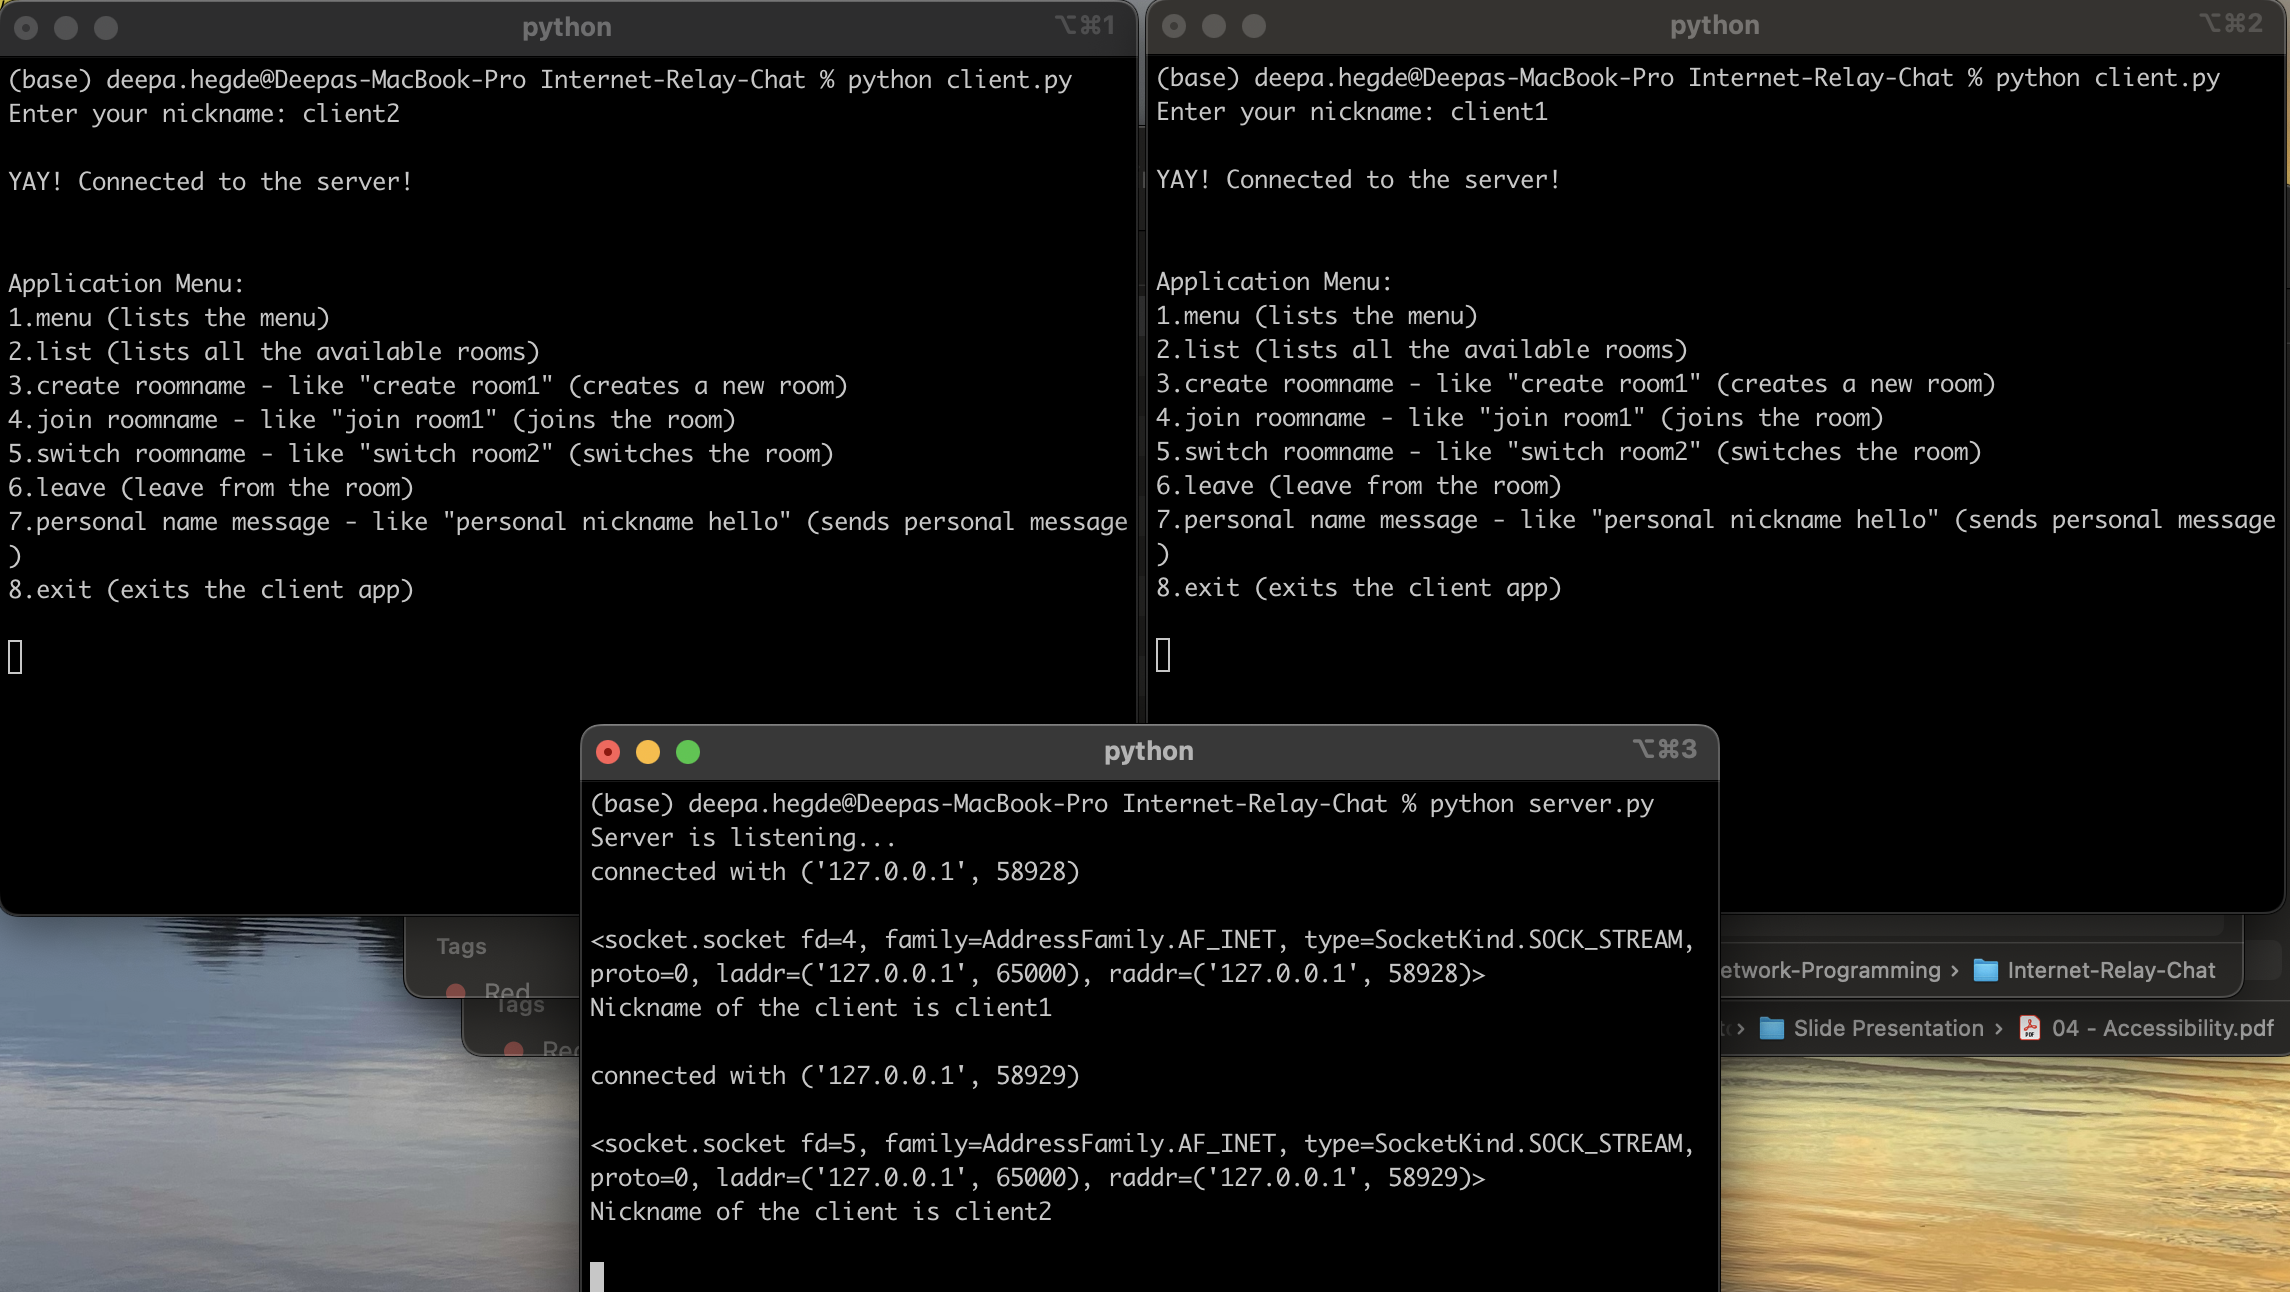 python
⌥⌘1
(base) deepa.hegde@Deepas-MacBook-Pro Internet-Relay-Chat % python client.py
Enter your nickname: client2
YAY! Connected to the server!
Application Menu:
1.menu (lists the menu)
2.list (lists all the available rooms)
3.create roomname - like "create room1" (creates a new room)
4.join roomname - like "join room1" (joins the room)
5.switch roomname - like "switch room2" (switches the room)
6.leave (leave from the room)
7.personal name message - like "personal nickname hello" (sends personal message
)
8.exit (exits the client app)
python
⌥⌘2
(base) deepa.hegde@Deepas-MacBook-Pro Internet-Relay-Chat % python client.py
Enter your nickname: client1
YAY! Connected to the server!
Application Menu:
1.menu (lists the menu)
2.list (lists all the available rooms)
3.create roomname - like "create room1" (creates a new room)
4.join roomname - like "join room1" (joins the room)
5.switch roomname - like "switch room2" (switches the room)
6.leave (leave from the room)
7.personal name message - like "personal nickname hello" (sends personal message
)
8.exit (exits the client app)
python
⌥⌘3
(base) deepa.hegde@Deepas-MacBook-Pro Internet-Relay-Chat % python server.py
Server is listening...
connected with ('127.0.0.1', 58928)
<socket.socket fd=4, family=AddressFamily.AF_INET, type=SocketKind.SOCK_STREAM,
proto=0, laddr=('127.0.0.1', 65000), raddr=('127.0.0.1', 58928)>
Nickname of the client is client1
connected with ('127.0.0.1', 58929)
<socket.socket fd=5, family=AddressFamily.AF_INET, type=SocketKind.SOCK_STREAM,
proto=0, laddr=('127.0.0.1', 65000), raddr=('127.0.0.1', 58929)>
Nickname of the client is client2
Tags
Red
Tags
etwork-Programming › Internet-Relay-Chat
› Slide Presentation › 04 - Accessibility.pdf